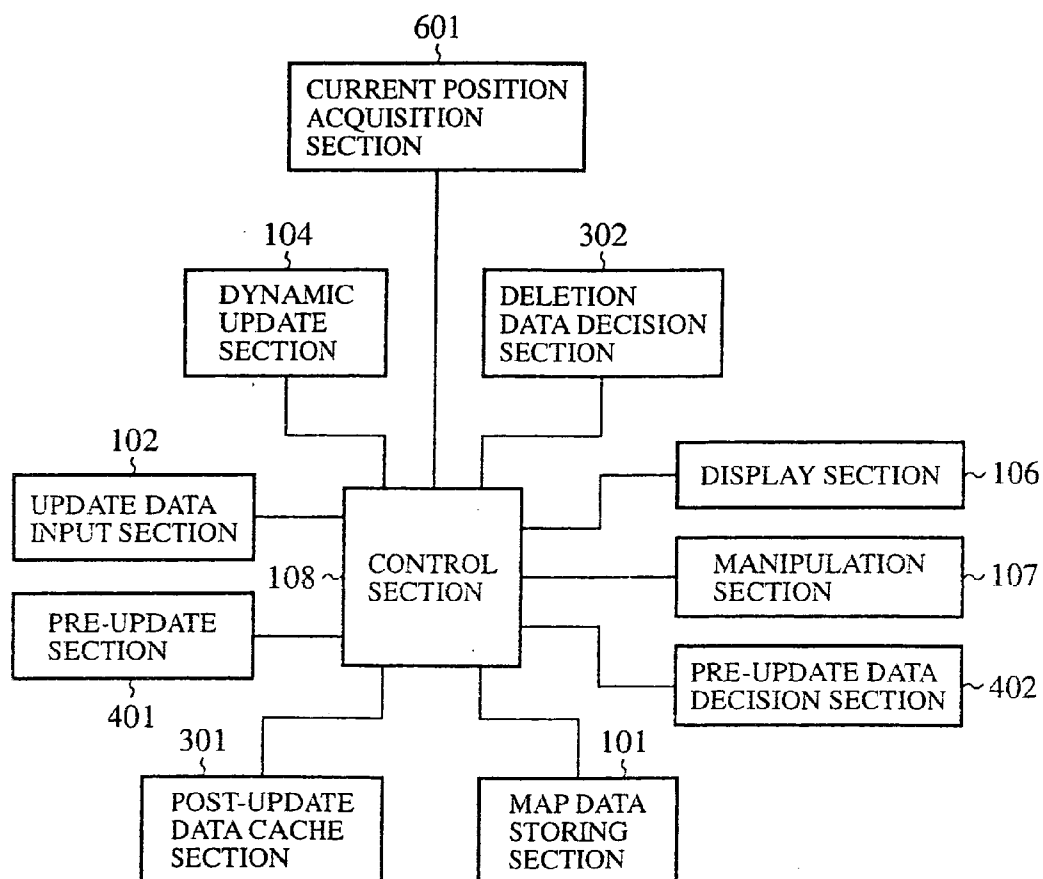 601
CURRENT POSITION
ACQUISITION
SECTION
104
DYNAMIC
UPDATE
SECTION
302
DELETION
DATA DECISION
SECTION
102
UPDATE DATA
INPUT SECTION
DISPLAY SECTION
106
108
CONTROL
SECTION
MANIPULATION
SECTION
107
PRE-UPDATE
SECTION
401
PRE-UPDATE DATA
DECISION SECTION
402
301
POST-UPDATE
DATA CACHE
SECTION
101
MAP DATA
STORING
SECTION